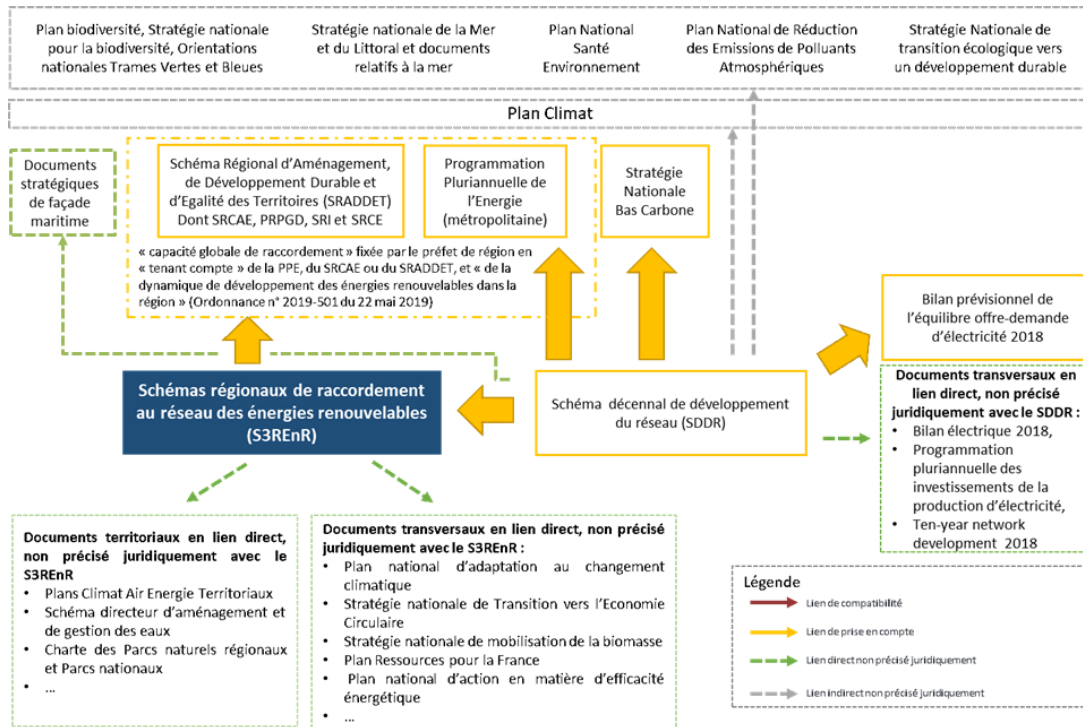 Plan biodiversité, Stratégie nationale
pour la biodiversité, Orientations
nationales Trames Vertes et Bleues
Stratégie nationale de la Mer
et du Littoral et documents
relatifs à la mer
Plan National
Santé
Environnement
Plan National de Réduction
des Emissions de Polluants
Atmosphériques
Stratégie Nationale de
transition écologique vers
un développement durable
Plan Climat
Documents
stratégiques
de façade
maritime
Schéma Régional d'Aménagement,
de Développement Durable et
d'Egalité des Territoires (SRADDET)
Dont SRCAE, PRPGD, SRI et SRCE
Programmation
Pluriannuelle de
l'Energie
(métropolitaine)
Stratégie
Nationale
Bas Carbone
« capacité globale de raccordement » fixée par le préfet de région en
« tenant compte » de la PPE, du SRCAE ou du SRADDET, et « de la
dynamique de développement des énergies renouvelables dans la
région » {Ordonnance n° 2019-501 du 22 mai 2019}
Bilan prévisionnel de
l'équilibre offre-demande
d'électricité 2018
Schémas régionaux de raccordement
au réseau des énergies renouvelables
(S3REnR)
Schéma décennal de développement
du réseau (SDDR)
Documents transversaux en
lien direct, non précisé
juridiquement avec le SDDR :
• Bilan électrique 2018,
• Programmation
pluriannuelle des
investissements de la
production d'électricité,
• Ten-year network
development 2018
Documents territoriaux en lien direct,
non précisé juridiquement avec le
S3REnR
• Plans Climat Air Energie Territoriaux
• Schéma directeur d'aménagement et
de gestion des eaux
• Charte des Parcs naturels régionaux
et Parcs nationaux
• ...
Documents transversaux en lien direct, non précisé
juridiquement avec le S3REnR :
• Plan national d'adaptation au changement
climatique
• Stratégie nationale de Transition vers l'Economie
Circulaire
• Stratégie nationale de mobilisation de la biomasse
• Plan Ressources pour la France
• Plan national d'action en matière d'efficacité
énergétique
• ...
Légende
Lien de compatibilité
Lien de prise en compte
Lien direct non précisé juridiquement
Lien indirect non précisé juridiquement